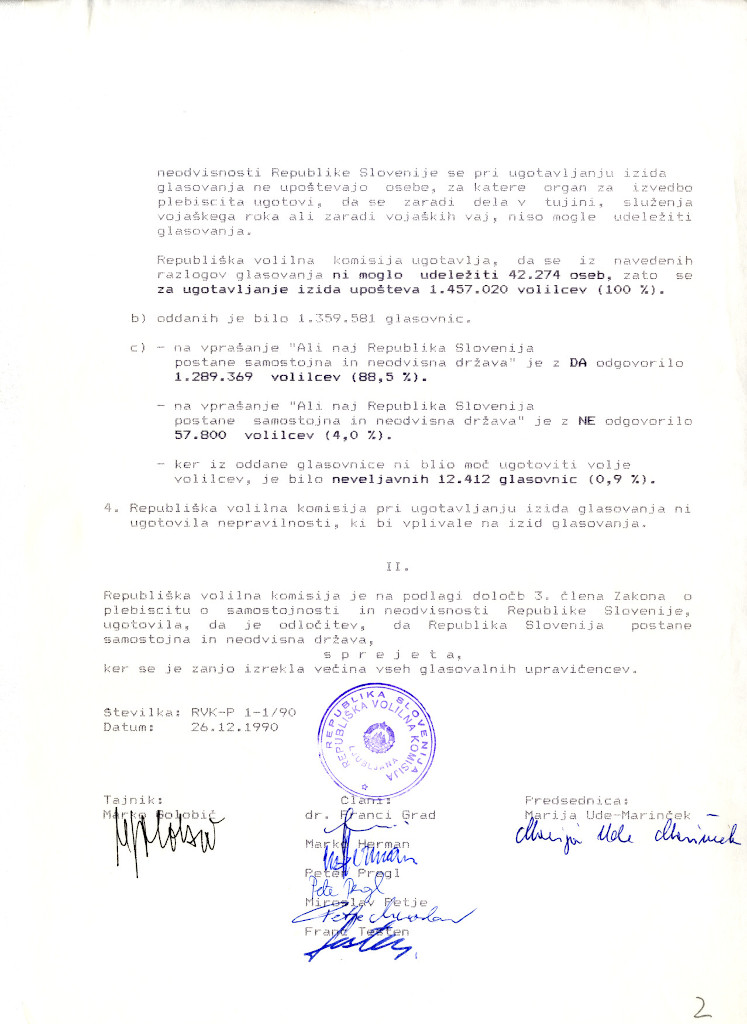 neodvisnosti Republike Slovenije se pri ugotavljanju izida
glasovanja ne upoštevajo osebe, za katere organ za izvedbo
plebiscita ugotovi, da se zaradi dela v tujini, služenja
vojaškega roka ali zaradi vojaških vaj, niso mogle udeležiti
glasovanja.
Republiška volilna komisija ugotavlja, da se iz navedenih
razlogov glasovanja ni moglo udeležiti 42.274 oseb, zato se
za ugotavljanje izida upošteva 1.457.020 volilcev (100 %).
b) oddanih je bilo 1.359.581 glasovnic.
c) - na vprašanje "Ali naj Republika Slovenija
postane samostojna in neodvisna država" je z DA odgovorilo
1.289.369 volilcev (88,5 %).
- na vprašanje "Ali naj Republika Slovenija
postane samostojna in neodvisna država" je z NE odgovorilo
57.800 volilcev (4,0 %).
- ker iz oddane glasovnice ni blio moč ugotoviti volje
volilcev, je bilo neveljavnih 12.412 glasovnic (0,9 %).
4. Republiška volilna komisija pri ugotavljanju izida glasovanja ni
ugotovila nepravilnosti, ki bi vplivale na izid glasovanja.
II.
Republiška volilna komisija je na podlagi določb 3. člena Zakona o
plebiscitu o samostojnosti in neodvisnosti Republike Slovenije,
ugotovila, da je odločitev, da Republika Slovenija postane
samostojna in neodvisna država,
s p r e j e t a,
ker se je zanjo izrekla večina vseh glasovalnih upravičencev.
Številka: RVK-P 1-1/90
Datum: 26.12.1990
REPUBLIKA SLOVENIJA
REPUBLIŠKA VOLILNA KOMISIJA
LJUBLJANA
Tajnik: Člani: Predsednica:
Marko Golobič dr. Franci Grad Marija Ude-Marinček
Marija Ude Marinček
Marko Herman
Peter Pregl
Miroslav Petje
Franc Testen
2